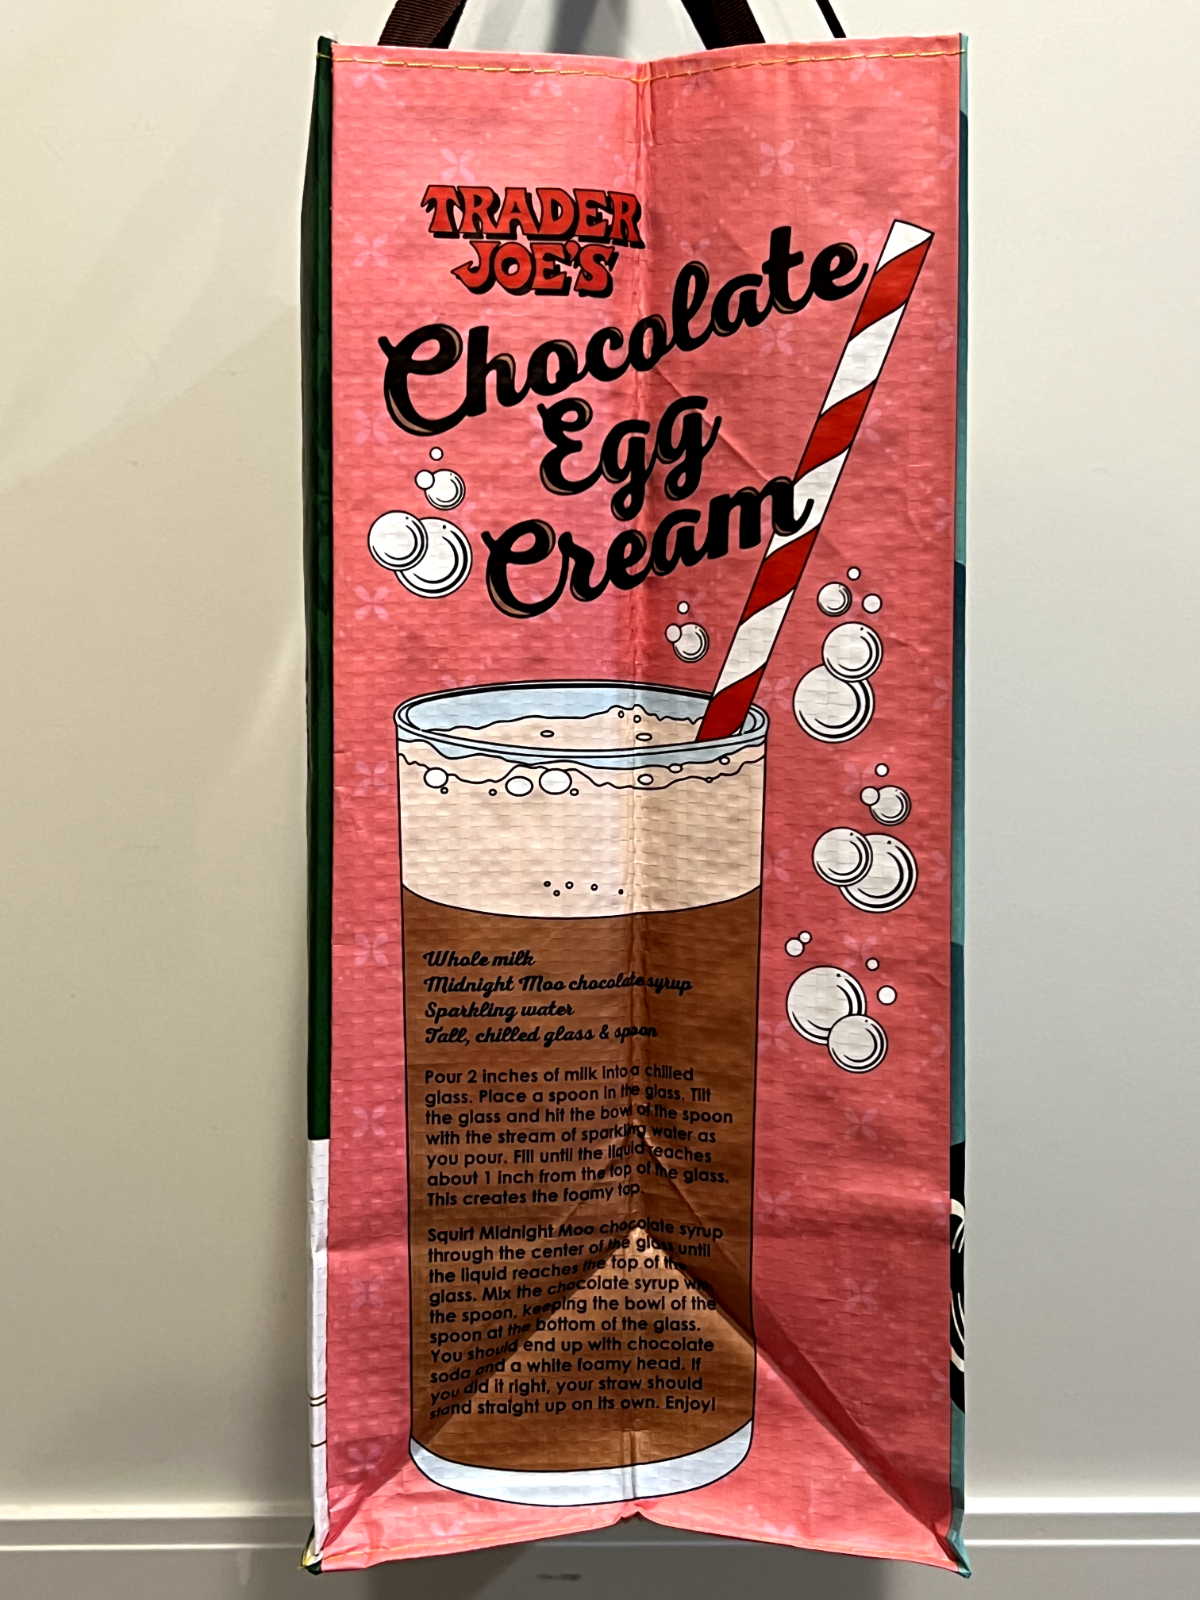 TRADER
JOE'S
Chocolate
Egg
Cream
Whole milk
Midnight Moo chocolate syrup
Sparkling water
Tall, chilled glass & spoon
Pour 2 inches of milk into a chilled
glass. Place a spoon in the glass. Tilt
the glass and hit the bowl of the spoon
with the stream of sparkling water as
you pour. Fill until the liquid reaches
about 1 inch from the top of the glass.
This creates the foamy top.
Squirt Midnight Moo chocolate syrup
through the center of the glass until
the liquid reaches the top of the
glass. Mix the chocolate syrup with
the spoon, keeping the bowl of the
spoon at the bottom of the glass.
You should end up with chocolate
soda and a white foamy head. If
you did it right, your straw should
stand straight up on its own. Enjoy!